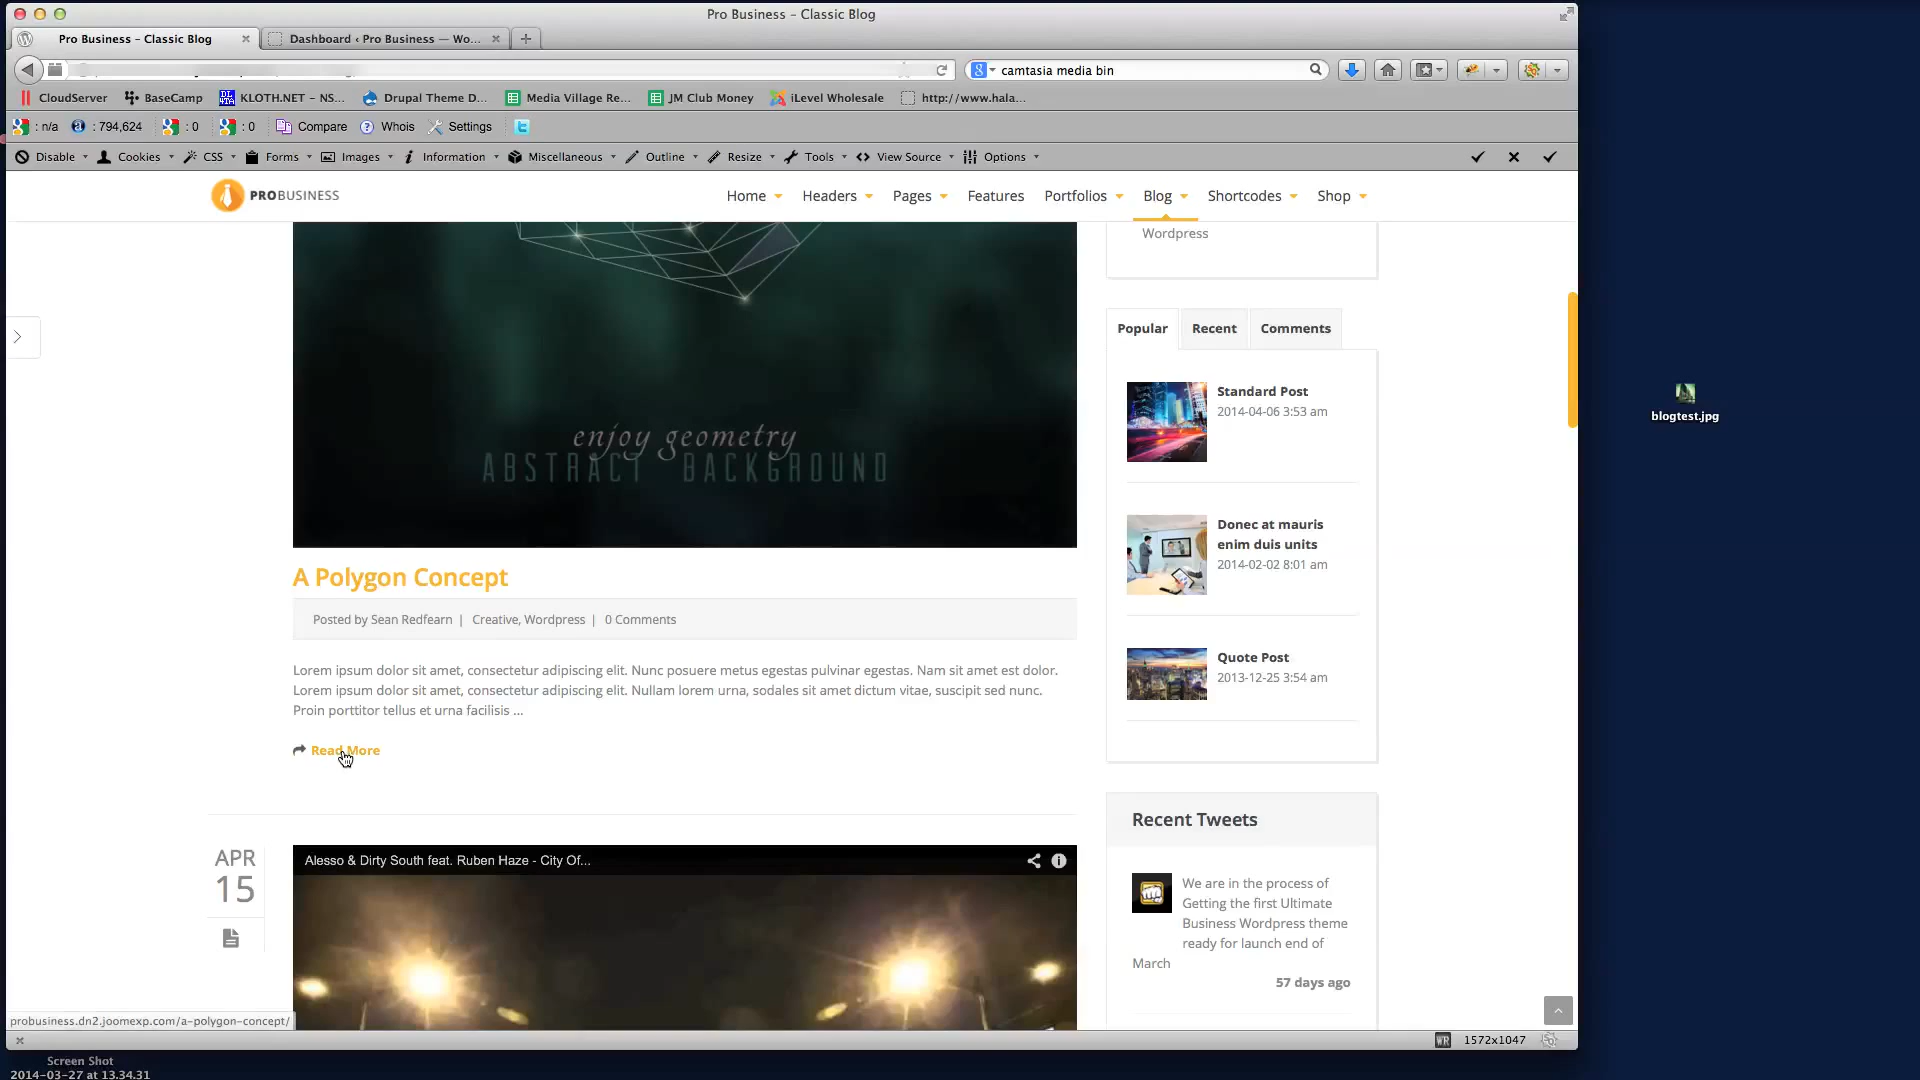 Pro Business – Classic Blog
Pro Business – Classic Blog
Dashboard ‹ Pro Business — Wo...
camtasia media bin
CloudServer
BaseCamp
KLOTH.NET – NS...
Drupal Theme D...
Media Village Re...
JM Club Money
iLevel Wholesale
http://www.hala...
: n/a
: 794,624
: 0
: 0
Compare
Whois
Settings
Disable
Cookies
CSS
Forms
Images
Information
Miscellaneous
Outline
Resize
Tools
View Source
Options
PROBUSINESS
Home
Headers
Pages
Features
Portfolios
Blog
Shortcodes
Shop
enjoy geometry
ABSTRACT BACKGROUND
A Polygon Concept
Posted by Sean Redfearn | Creative, Wordpress | 0 Comments
Lorem ipsum dolor sit amet, consectetur adipiscing elit. Nunc posuere metus egestas pulvinar egestas. Nam sit amet est dolor.
Lorem ipsum dolor sit amet, consectetur adipiscing elit. Nullam lorem urna, sodales sit amet dictum vitae, suscipit sed nunc.
Proin porttitor tellus et urna facilisis ...
Read More
APR
15
Alesso & Dirty South feat. Ruben Haze - City Of...
Wordpress
Popular
Recent
Comments
Standard Post
2014-04-06 3:53 am
Donec at mauris
enim duis units
2014-02-02 8:01 am
Quote Post
2013-12-25 3:54 am
Recent Tweets
We are in the process of
Getting the first Ultimate
Business Wordpress theme
ready for launch end of
March
57 days ago
blogtest.jpg
probusiness.dn2.joomexp.com/a-polygon-concept/
1572x1047
Screen Shot
2014-03-27 at 13.34.31